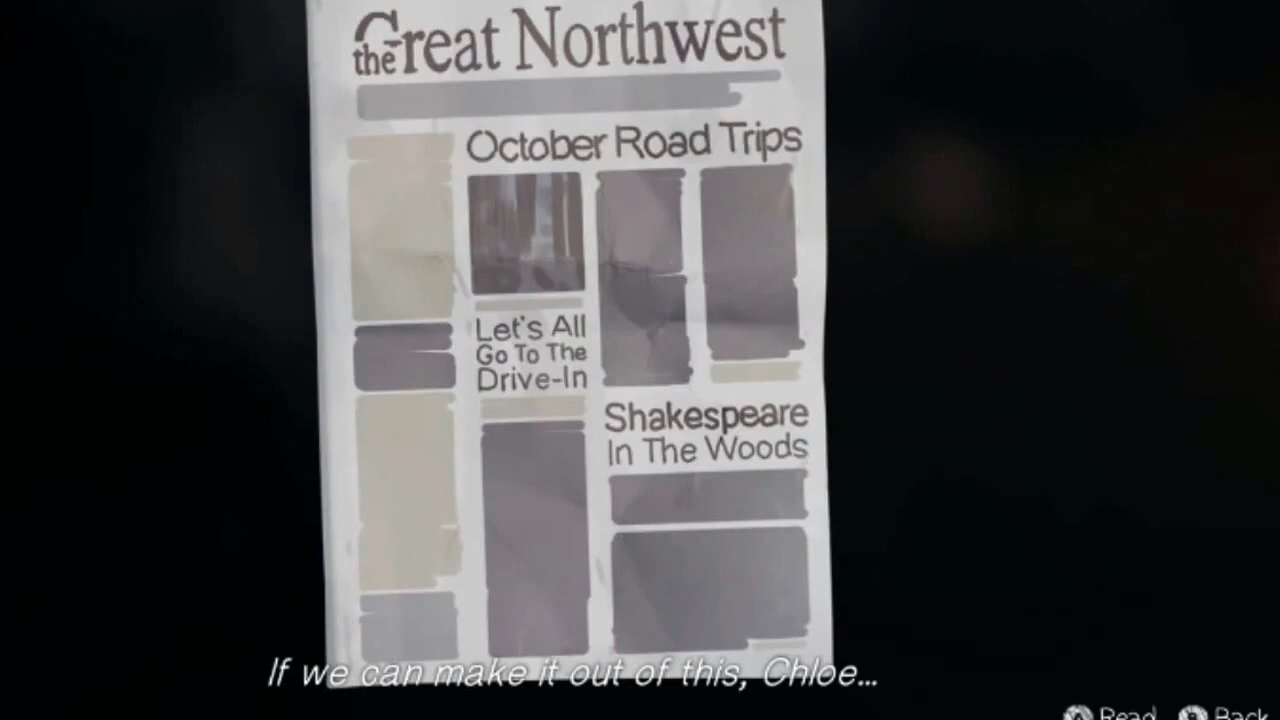 the Great Northwest
October Road Trips
Let's All
Go To The
Drive-In
Shakespeare
In The Woods
If we can make it out of this, Chloe...
Read Back